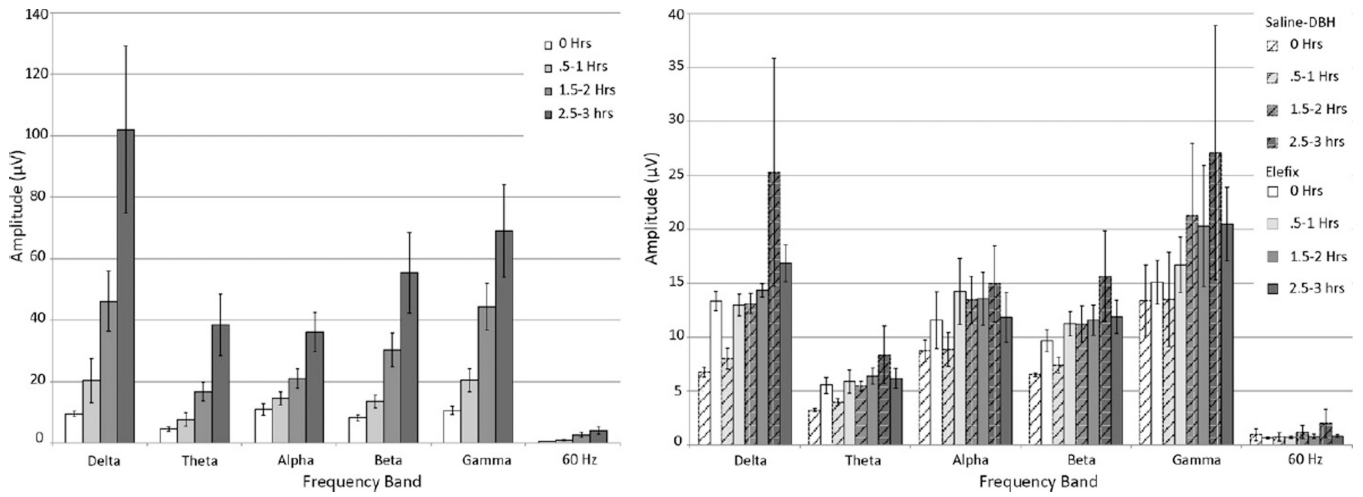 140
120
100
80
60
40
20
0
Amplitude (µV)
0 Hrs
.5-1 Hrs
1.5-2 Hrs
2.5-3 hrs
Delta Theta Alpha Beta Gamma 60 Hz
Frequency Band
40
35
30
25
20
15
10
5
0
Amplitude (µV)
Saline-DBH
0 Hrs
.5-1 Hrs
1.5-2 Hrs
2.5-3 hrs
Elefix
0 Hrs
.5-1 Hrs
1.5-2 Hrs
2.5-3 hrs
Delta Theta Alpha Beta Gamma 60 Hz
Frequency Band